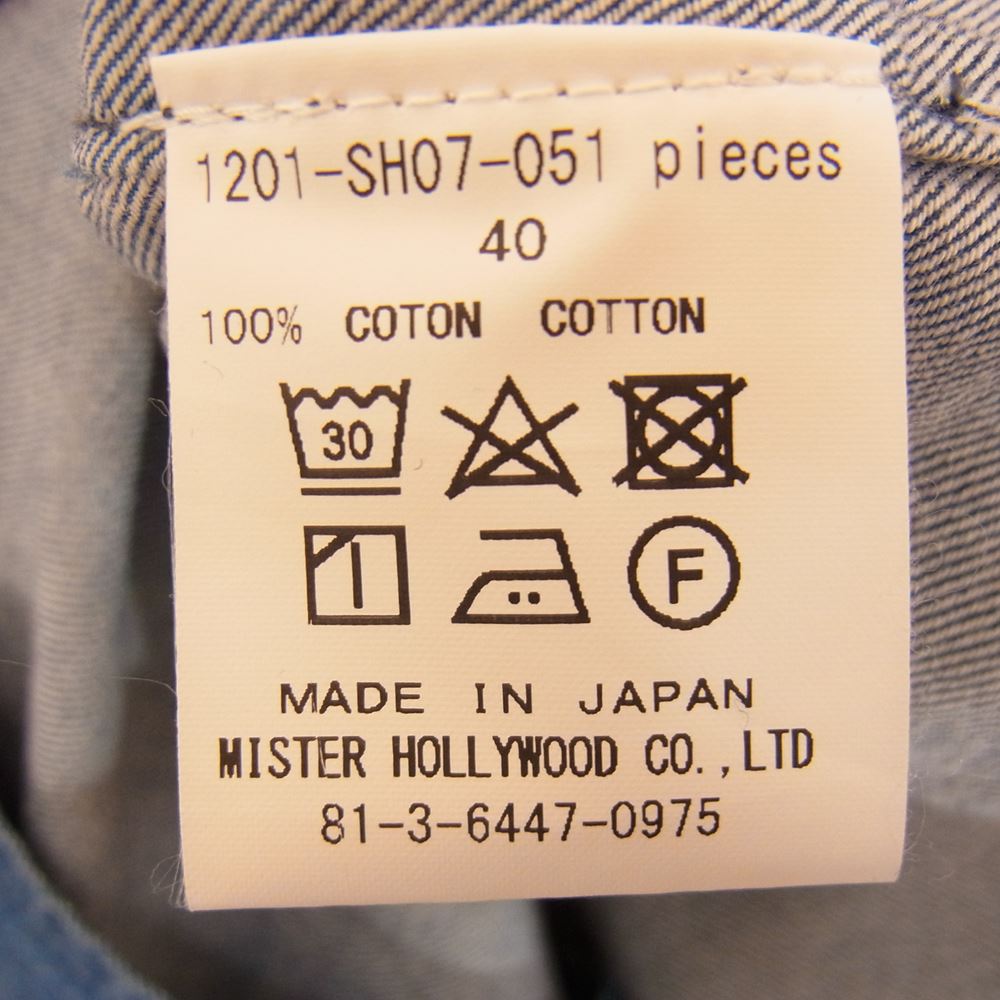 1201-SH07-051 pieces
40
100% COTON COTTON
30
F
MADE IN JAPAN
MISTER HOLLYWOOD CO.,LTD
81-3-6447-0975